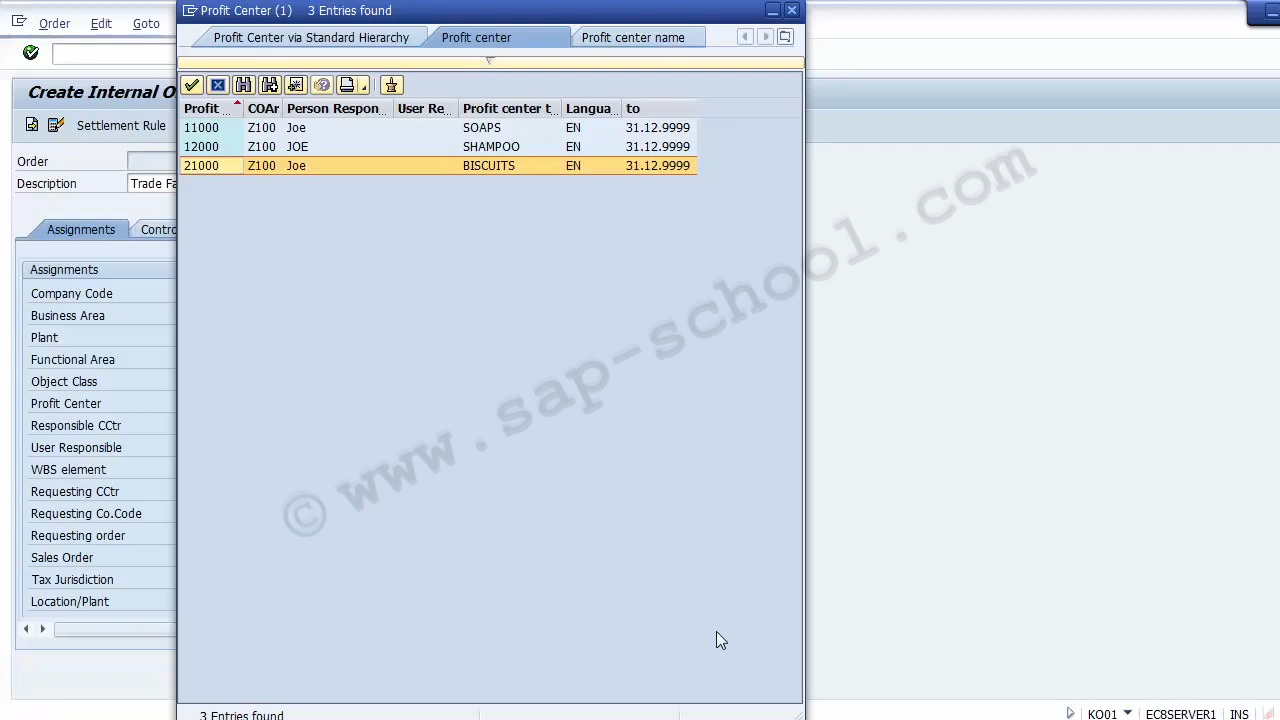 Profit Center (1) 3 Entries found
Order Edit Goto
Profit Center via Standard Hierarchy Profit center Profit center name
Create Internal O
Settlement Rule
Profit ... COAr Person Respon... User Re... Profit center t... Langua... to
11000 Z100 Joe SOAPS EN 31.12.9999
12000 Z100 JOE SHAMPOO EN 31.12.9999
21000 Z100 Joe BISCUITS EN 31.12.9999
Order
Description Trade Fa
Assignments Contro
Assignments
Company Code
Business Area
Plant
Functional Area
Object Class
Profit Center
Responsible CCtr
User Responsible
WBS element
Requesting CCtr
Requesting Co.Code
Requesting order
Sales Order
Tax Jurisdiction
Location/Plant
© www.sap-school.com
3 Entries found
KO01 EC8SERVER1 INS